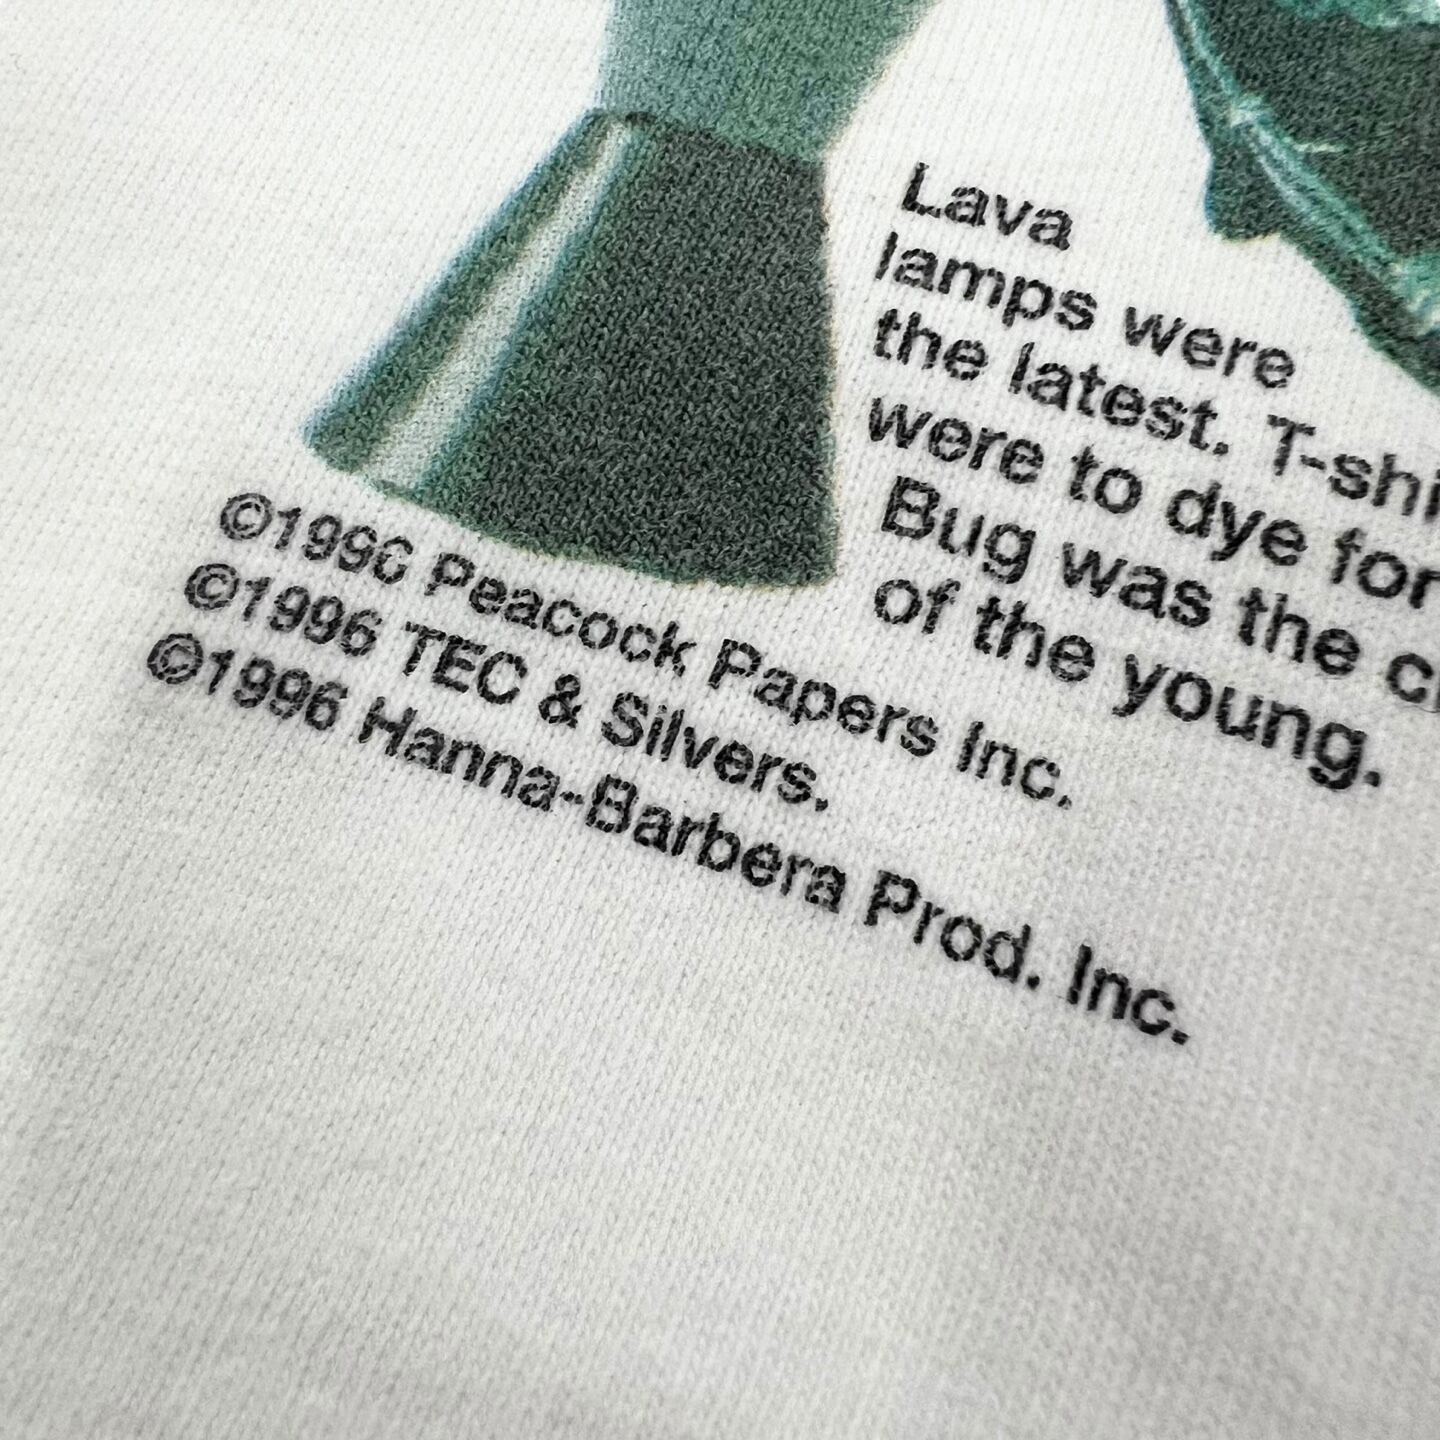 Lava
lamps were
the latest. T-shi
were to dye for
Bug was the c
of the young.
©1996 Peacock Papers Inc.
©1996 TEC & Silvers.
©1996 Hanna-Barbera Prod. Inc.